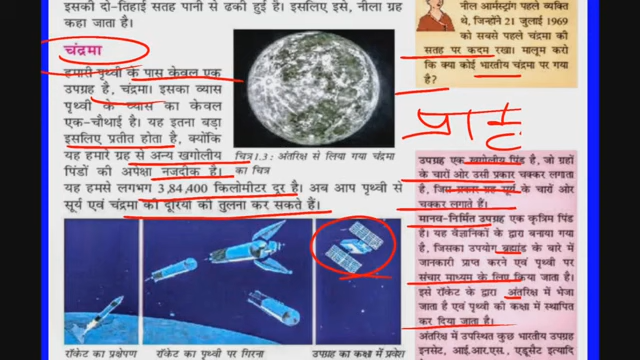 इसकी दो-तिहाई सतह पानी से ढकी हुई है। इसलिए इसे, नीला ग्रह
कहा जाता है।
चंद्रमा
हमारी पृथ्वी के पास केवल एक
उपग्रह है, चंद्रमा। इसका व्यास
पृथ्वी के व्यास का केवल
एक-चौथाई है। यह इतना बड़ा
इसलिए प्रतीत होता है, क्योंकि
यह हमारे ग्रह से अन्य खगोलीय
पिंडों की अपेक्षा नजदीक है।
यह हमसे लगभग 3,84,400 किलोमीटर दूर है। अब आप पृथ्वी से
सूर्य एवं चंद्रमा की दूरियों की तुलना कर सकते हैं।
चित्र 1.3 : अंतरिक्ष से लिया गया चंद्रमा
का चित्र
रॉकेट का प्रक्षेपण
रॉकेट का पृथ्वी पर गिरना
उपग्रह का कक्षा में प्रवेश
नील आर्मस्ट्रांग पहले व्यक्ति
थे, जिन्होंने 21 जुलाई 1969
को सबसे पहले चंद्रमा की
सतह पर कदम रखा। मालूम करो
कि क्या कोई भारतीय चंद्रमा पर गया
है?
उपग्रह एक खगोलीय पिंड है, जो ग्रहों
के चारों ओर उसी प्रकार चक्कर लगाता
है, जिस प्रकार ग्रह सूर्य के चारों ओर
चक्कर लगाते हैं।
मानव-निर्मित उपग्रह एक कृत्रिम पिंड
है। यह वैज्ञानिकों के द्वारा बनाया गया
है, जिसका उपयोग ब्रह्मांड के बारे में
जानकारी प्राप्त करने एवं पृथ्वी पर
संचार माध्यम के लिए किया जाता है।
इसे रॉकेट के द्वारा अंतरिक्ष में भेजा
जाता है एवं पृथ्वी की कक्षा में स्थापित
कर दिया जाता है।
अंतरिक्ष में उपस्थित कुछ भारतीय उपग्रह
इनसेट, आई.आर.एस., एडूसैट इत्यादि